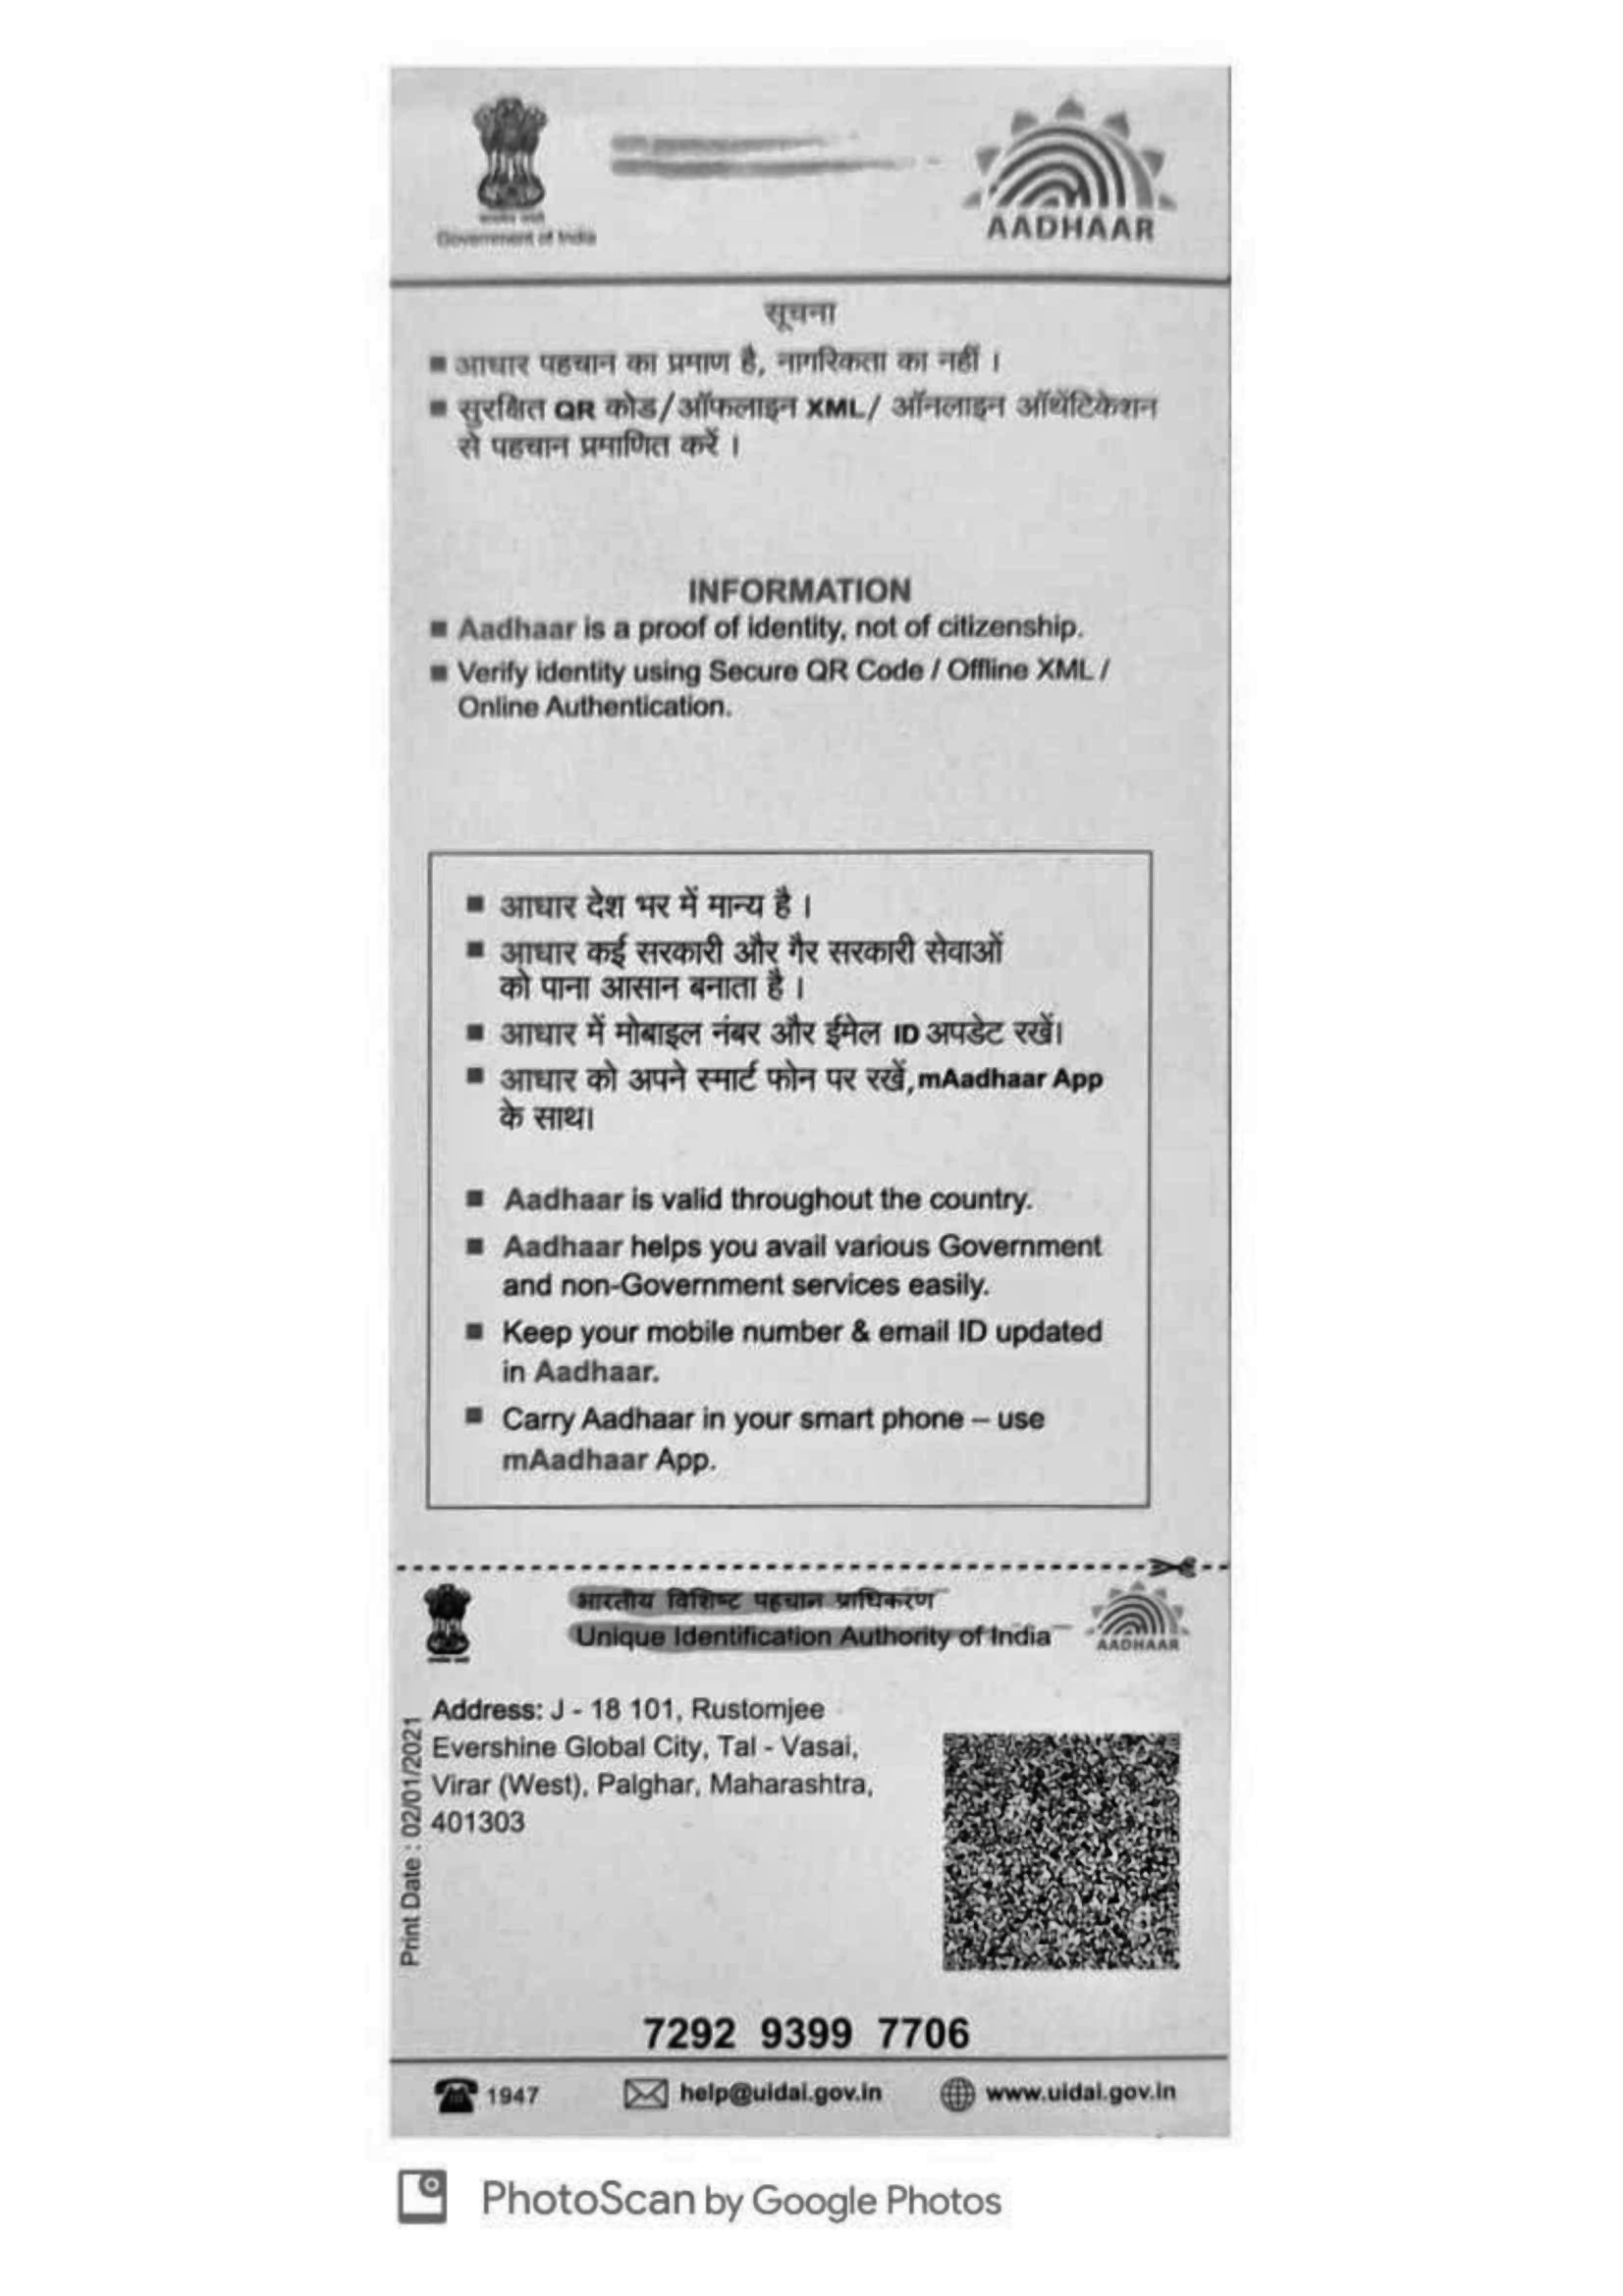 Government of India
AADHAAR
सूचना
■ आधार पहचान का प्रमाण है, नागरिकता का नहीं ।
■ सुरक्षित QR कोड/ऑफलाइन XML/ ऑनलाइन ऑथेंटिकेशन
से पहचान प्रमाणित करें ।
INFORMATION
■ Aadhaar is a proof of identity, not of citizenship.
■ Verify identity using Secure QR Code / Offline XML /
Online Authentication.
■ आधार देश भर में मान्य है ।
■ आधार कई सरकारी और गैर सरकारी सेवाओं
को पाना आसान बनाता है ।
■ आधार में मोबाइल नंबर और ईमेल ID अपडेट रखें।
■ आधार को अपने स्मार्ट फोन पर रखें, mAadhaar App
के साथ।
■ Aadhaar is valid throughout the country.
■ Aadhaar helps you avail various Government
and non-Government services easily.
■ Keep your mobile number & email ID updated
in Aadhaar.
■ Carry Aadhaar in your smart phone – use
mAadhaar App.
भारतीय विशिष्ट पहचान प्राधिकरण
Unique Identification Authority of India
AADHAAR
Address: J - 18 101, Rustomjee
Evershine Global City, Tal - Vasai,
Virar (West), Palghar, Maharashtra,
401303
Print Date : 02/01/2021
7292 9399 7706
1947
help@uidai.gov.in
www.uidai.gov.in
PhotoScan by Google Photos